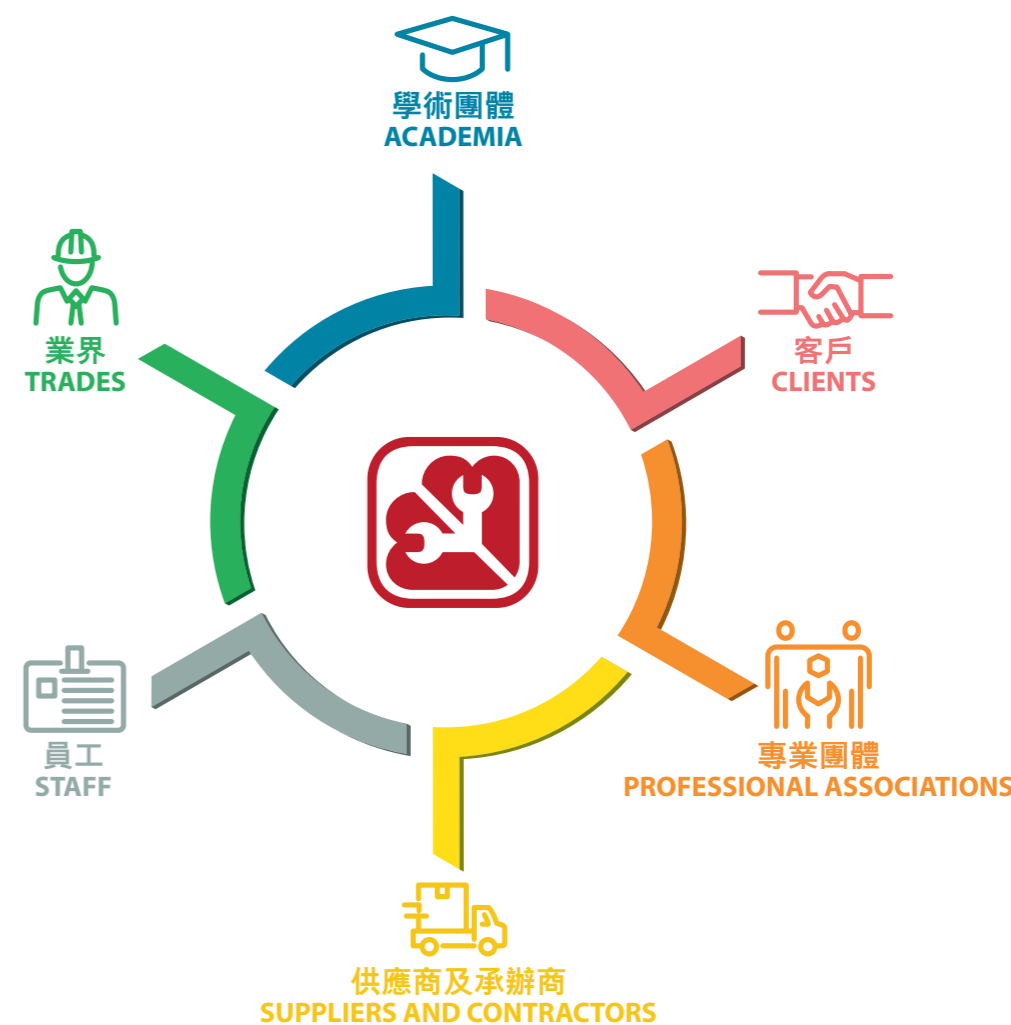 學術團體
ACADEMIA
業界
TRADES
客戶
CLIENTS
員工
STAFF
專業團體
PROFESSIONAL ASSOCIATIONS
供應商及承辦商
SUPPLIERS AND CONTRACTORS